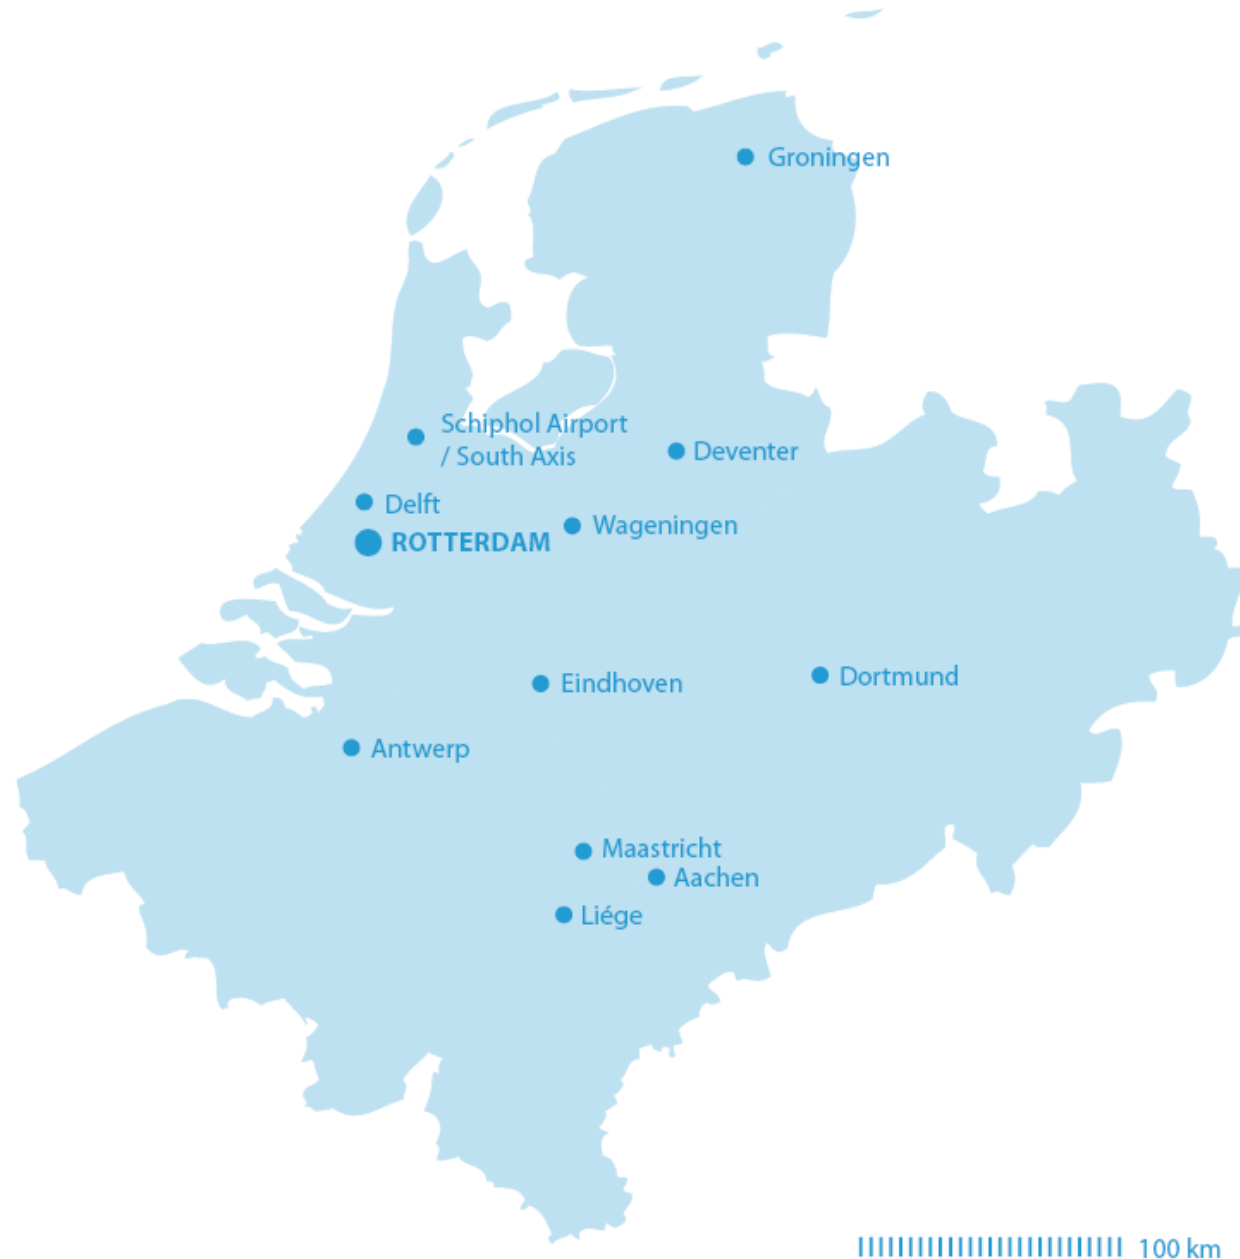 Groningen
Schiphol Airport
/ South Axis
Deventer
Delft
Wageningen
ROTTERDAM
Eindhoven
Dortmund
Antwerp
Maastricht
Aachen
Liége
100 km